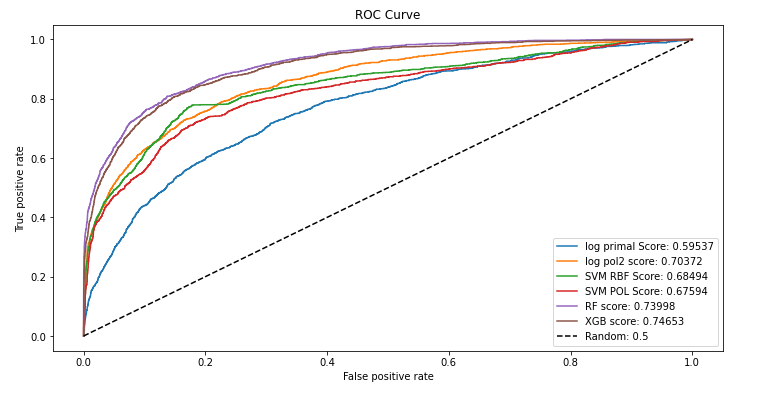 ROC Curve
True positive rate
1.0
0.8
0.6
0.4
0.2
0.0
log primal Score: 0.59537
log pol2 score: 0.70372
SVM RBF Score: 0.68494
SVM POL Score: 0.67594
RF score: 0.73998
XGB score: 0.74653
Random: 0.5
0.0 0.2 0.4 0.6 0.8 1.0
False positive rate